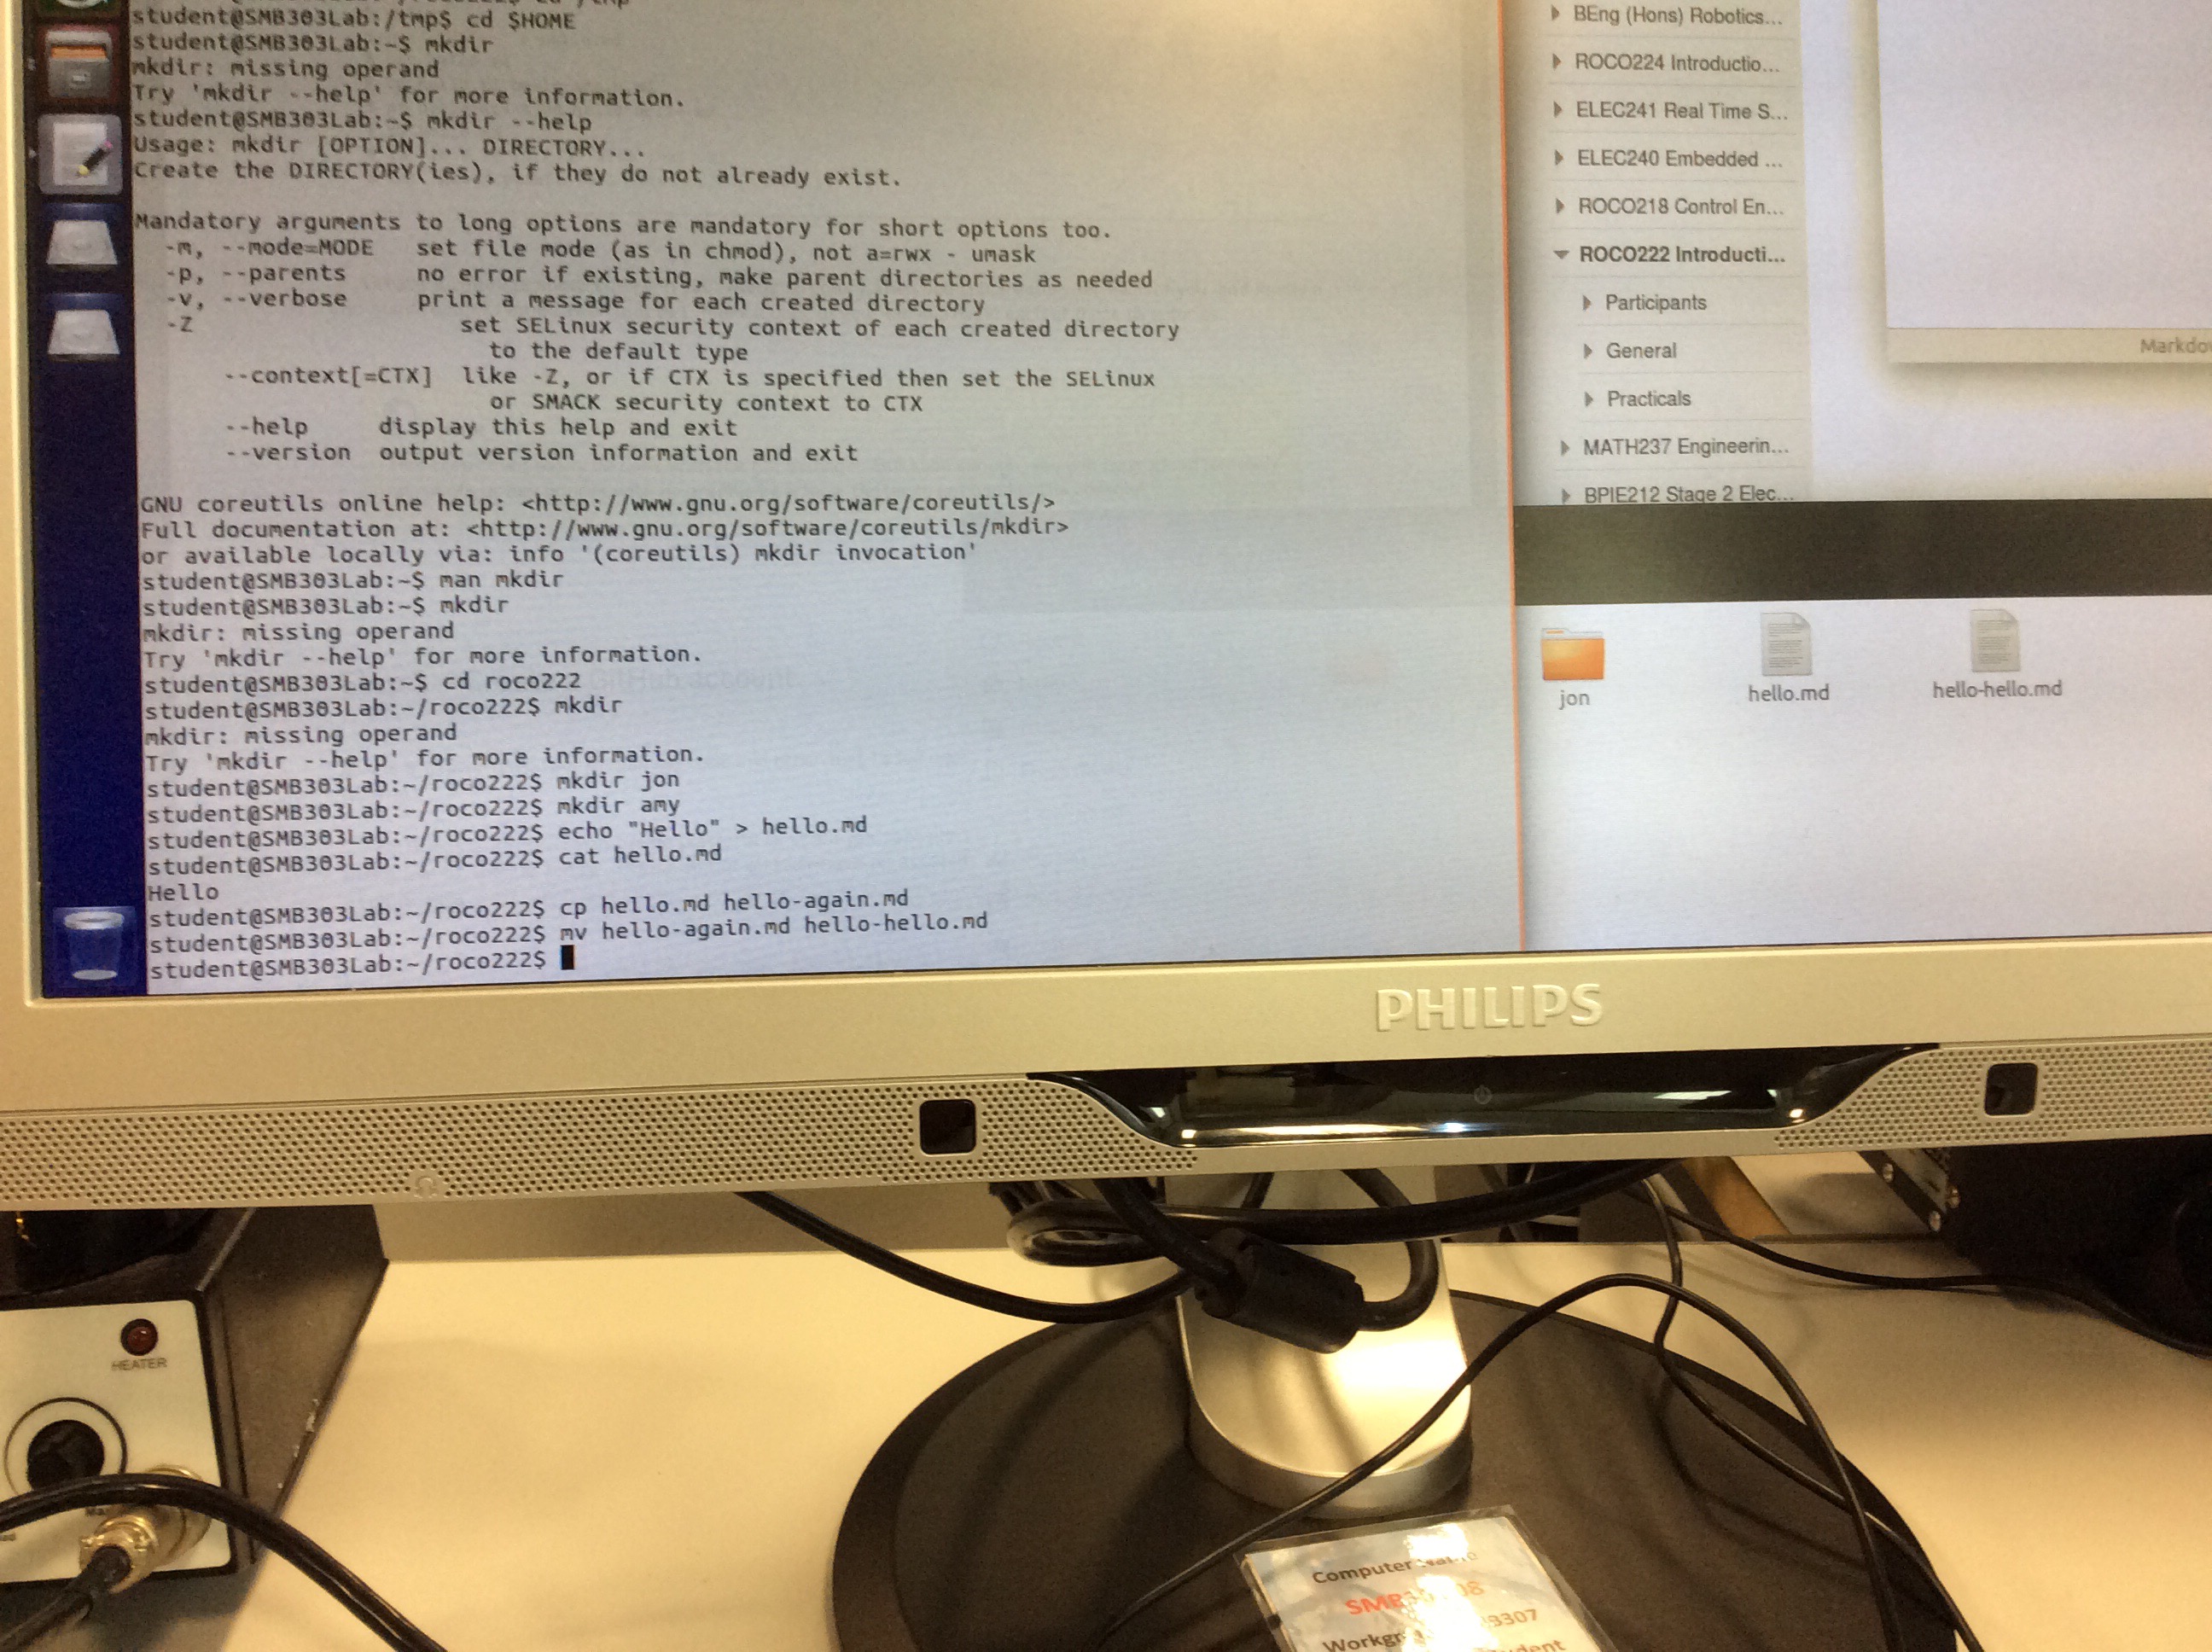 student@SMB303Lab:/tmp$ cd $HOME
student@SMB303Lab:~$ mkdir
mkdir: missing operand
Try 'mkdir --help' for more information.
student@SMB303Lab:~$ mkdir --help
Usage: mkdir [OPTION]... DIRECTORY...
Create the DIRECTORY(ies), if they do not already exist.
Mandatory arguments to long options are mandatory for short options too.
-m, --mode=MODE   set file mode (as in chmod), not a=rwx - umask
-p, --parents     no error if existing, make parent directories as needed
-v, --verbose     print a message for each created directory
-Z                   set SELinux security context of each created directory
to the default type
--context[=CTX]  like -Z, or if CTX is specified then set the SELinux
or SMACK security context to CTX
--help     display this help and exit
--version  output version information and exit
GNU coreutils online help: <http://www.gnu.org/software/coreutils/>
Full documentation at: <http://www.gnu.org/software/coreutils/mkdir>
or available locally via: info '(coreutils) mkdir invocation'
student@SMB303Lab:~$ man mkdir
student@SMB303Lab:~$ mkdir
mkdir: missing operand
Try 'mkdir --help' for more information.
student@SMB303Lab:~$ cd roco222
student@SMB303Lab:~/roco222$ mkdir
mkdir: missing operand
Try 'mkdir --help' for more information.
student@SMB303Lab:~/roco222$ mkdir jon
student@SMB303Lab:~/roco222$ mkdir amy
student@SMB303Lab:~/roco222$ echo "Hello" > hello.md
student@SMB303Lab:~/roco222$ cat hello.md
Hello
student@SMB303Lab:~/roco222$ cp hello.md hello-again.md
student@SMB303Lab:~/roco222$ mv hello-again.md hello-hello.md
student@SMB303Lab:~/roco222$
BEng (Hons) Robotics...
ROCO224 Introductio...
ELEC241 Real Time S...
ELEC240 Embedded ...
ROCO218 Control En...
ROCO222 Introducti...
Participants
General
Practicals
MATH237 Engineerin...
BPIE212 Stage 2 Elec...
jon
hello.md
hello-hello.md
PHILIPS
HEATER
Computer